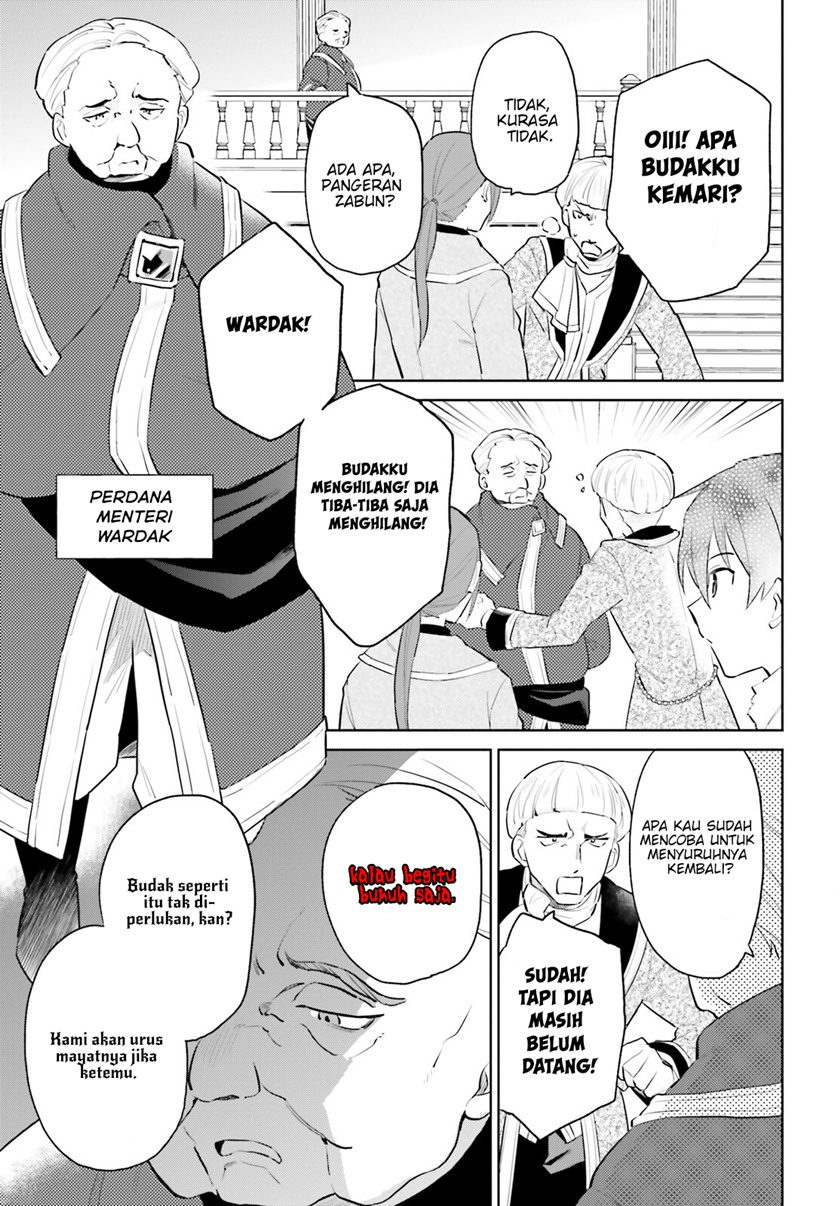 OIII! APA
BUDAKKU
KEMARI?
TIDAK,
KURASA
TIDAK.
ADA APA,
PANGERAN
ZABUN?
WARDAK!
PERDANA
MENTERI
WARDAK
BUDAKKU
MENGHILANG! DIA
TIBA-TIBA SAJA
MENGHILANG!
APA KAU SUDAH
MENCOBA UNTUK
MENYURUHNYA
KEMBALI?
SUDAH!
TAPI DIA
MASIH
BELUM
DATANG!
kalau begitu
bunuh saja.
Budak seperti
itu tak di-
perlukan, kan?
Kami akan urus
mayatnya jika
ketemu.